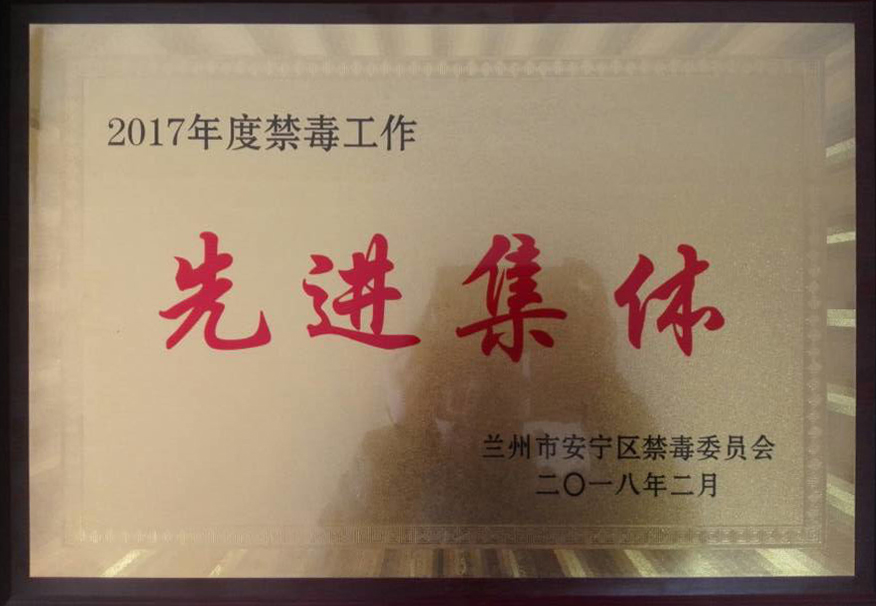 2017年度禁毒工作
先进集体
兰州市安宁区禁毒委员会
二〇一八年二月